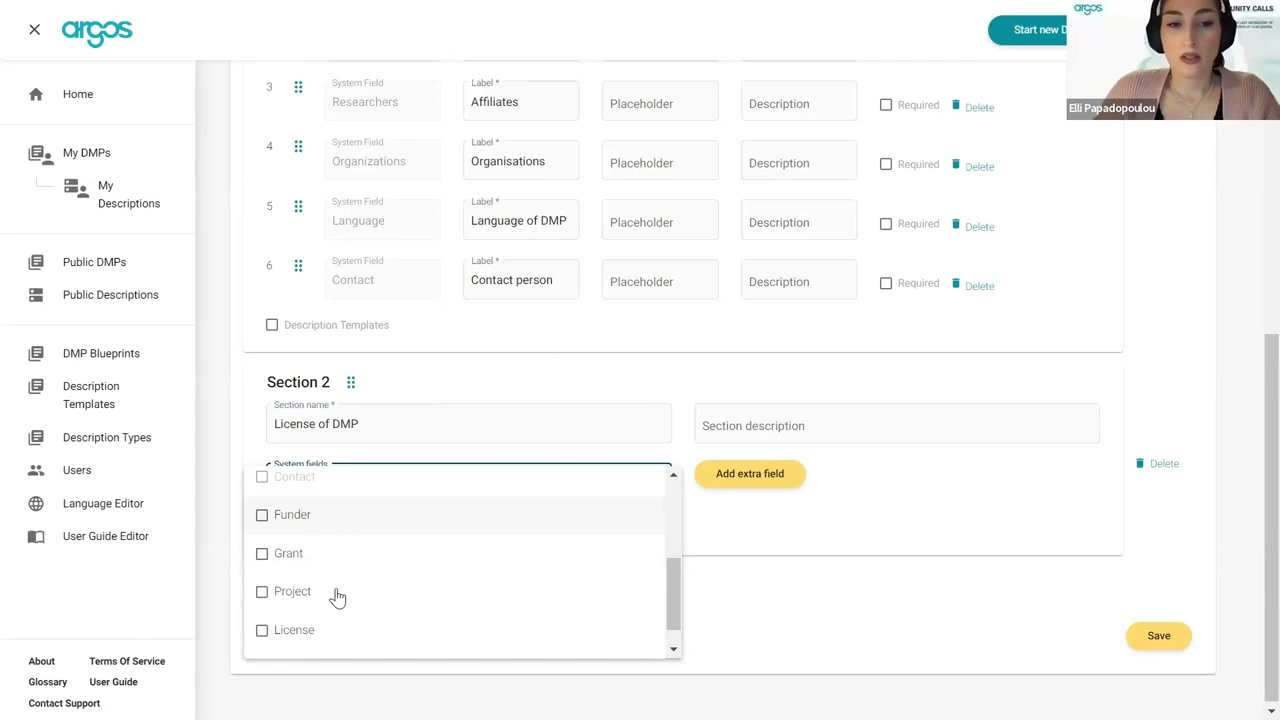 argos
Start new D
argos
UNITY CALLS
Elli Papadopoulou
Home
My DMPs
My
Descriptions
Public DMPs
Public Descriptions
DMP Blueprints
Description
Templates
Description Types
Users
Language Editor
User Guide Editor
About
Terms Of Service
Glossary
User Guide
Contact Support
3
System Field
Researchers
Label *
Affiliates
Placeholder
Description
Required
Delete
4
System Field
Organizations
Label *
Organisations
Placeholder
Description
Required
Delete
5
System Field
Language
Label *
Language of DMP
Placeholder
Description
Required
Delete
6
System Field
Contact
Label *
Contact person
Placeholder
Description
Required
Delete
Description Templates
Section 2
Section name *
License of DMP
Section description
System fields
Add extra field
Delete
Contact
Funder
Grant
Project
License
Save